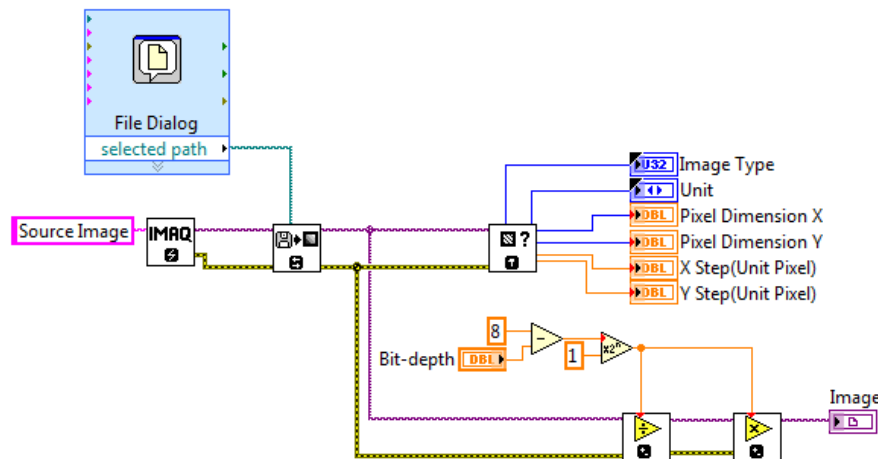 File Dialog
selected path
Source Image
IMAQ
?
U32 Image Type
Unit
DBL Pixel Dimension X
DBL Pixel Dimension Y
DBL X Step(Unit Pixel)
DBL Y Step(Unit Pixel)
8
Bit-depth DBL
1
x2ⁿ
Image